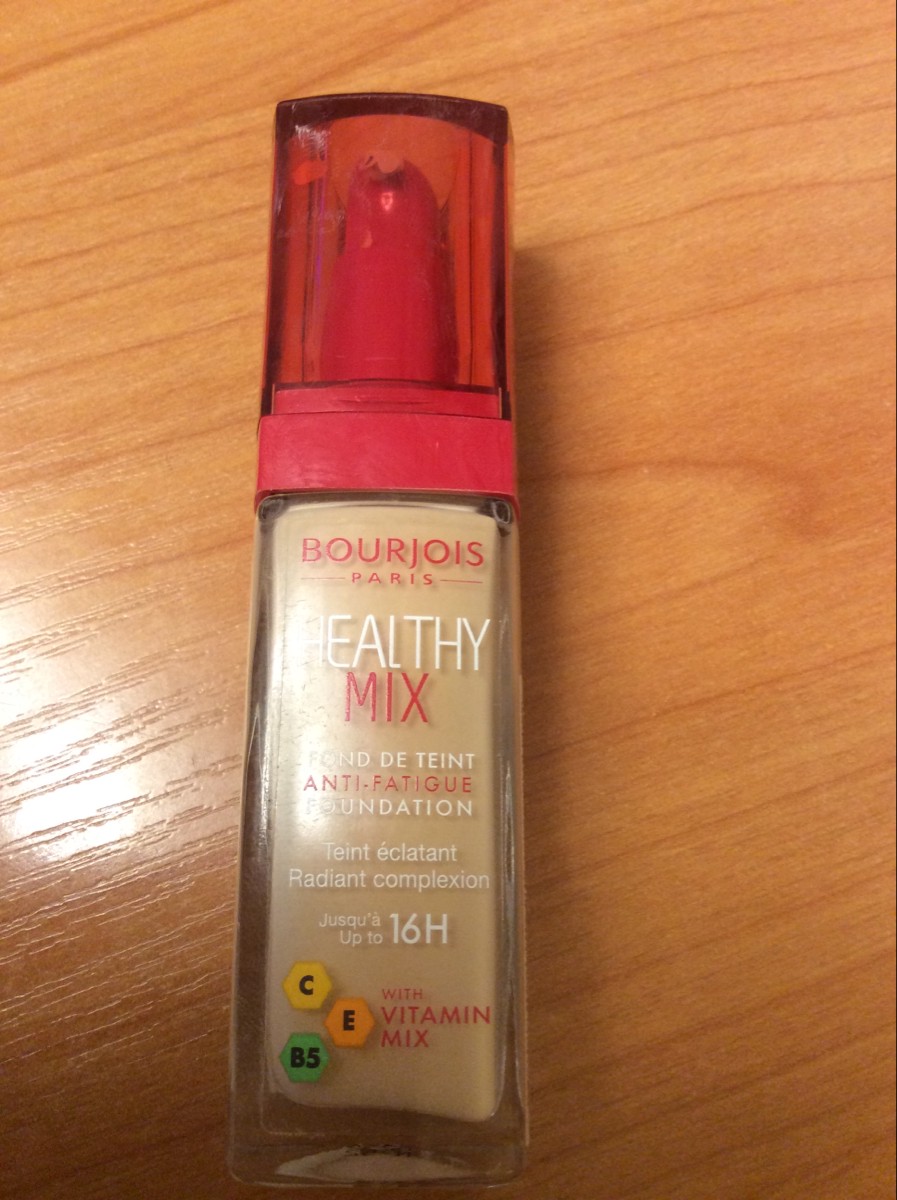 BOURJOIS
PARIS
HEALTHY
MIX
FOND DE TEINT
ANTI-FATIGUE
FOUNDATION
Teint éclatant
Radiant complexion
Jusqu'à
Up to 16H
C
E
B5
WITH
VITAMIN
MIX